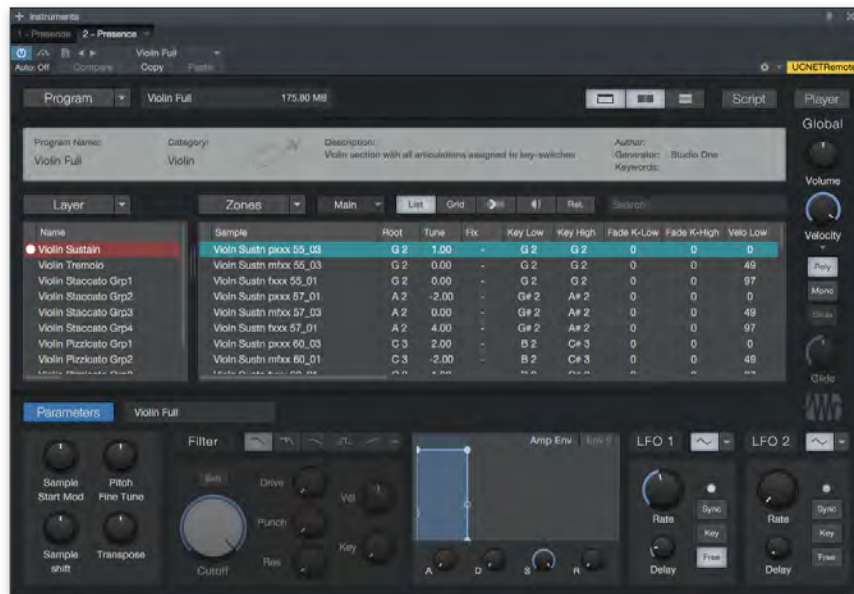 Instruments
1 - Presence 2 - Presence
Violin Full
Auto: Off Compare Copy Paste UCNETRemote
Program Violin Full 175.80 MB Script Player
Global
Program Name: Category: Description: Author:
Violin Full Violin Violin section with all articulations assigned to key-switches Generator: Studio One
Keywords:
Volume
Layer Zones Main List Grid Rel. Search
Name Sample Root Tune Fix Key Low Key High Fade K-Low Fade K-High Velo Low
Velocity
Violin Sustain Violn Sustn pxxx 55_03 G 2 1.00 - G 2 G 2 0 0 0
Violin Tremolo Violn Sustn mfxx 55_03 G 2 0.00 - G 2 G 2 0 0 49
Poly
Violin Staccato Grp1 Violn Sustn fxxx 55_01 G 2 0.00 - G 2 G 2 0 0 97
Violin Staccato Grp2 Violn Sustn pxxx 57_01 A 2 -2.00 - G# 2 A# 2 0 0 0
Mono
Violin Staccato Grp3 Violn Sustn mfxx 57_03 A 2 0.00 - G# 2 A# 2 0 0 49
Violin Staccato Grp4 Violn Sustn fxxx 57_01 A 2 4.00 - G# 2 A# 2 0 0 97
Violin Pizzicato Grp1 Violn Sustn pxxx 60_03 C 3 2.00 - B 2 C# 3 0 0 0
Violin Pizzicato Grp2 Violn Sustn mfxx 60_01 C 3 -2.00 - B 2 C# 3 0 0 49
Glide
Parameters Violin Full
Filter Amp Env Env 2 LFO 1 LFO 2
Sample Start Mod Pitch Fine Tune
Soft Drive Vel
Punch
Rate Sync Rate Sync
Key Key
Sample shift Transpose
Cutoff Res Key
A D S R
Delay Free Delay Free